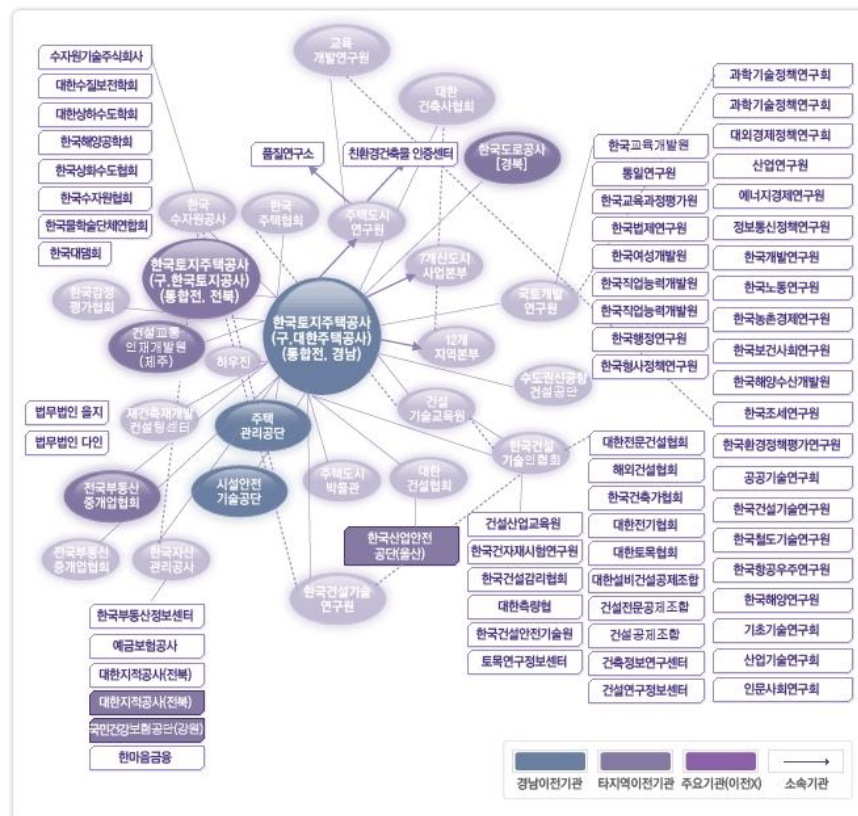 교육
개발연구원
대한
건축사협회
수자원기술주식회사
대한수질보전학회
대한상하수도학회
한국해양공학회
한국상화수도협회
한국수자원협회
한국물학술단체연합회
한국대댐회
품질연구소
친환경건축물 인증센터
한국도로공사
[경북]
한국
수자원공사
한국
주택협회
주택도시
연구원
한국토지주택공사
(구.한국토지공사)
(통합전, 전북)
7개신도시
사업본부
한국감정
평가협회
한국토지주택공사
(구.대한주택공사)
(통합전, 경남)
국토개발
연구원
건설교통
인재개발원
(제주)
하우진
12개
지역본부
수도권신공항
건설공단
재건축재개발
컨설팅센터
주택
관리공단
건설
기술교육원
법무법인 을지
법무법인 다인
한국건설
기술인협회
전국부동산
중개업협회
시설안전
기술공단
주택도시
박물관
대한
건설협회
전국부동산
중개업협회
한국자산
관리공사
한국산업안전
공단(울산)
한국건설기술
연구원
한국부동산정보센터
예금보험공사
대한지적공사(전북)
대한지적공사(전북)
국민건강보험공단(강원)
한마음금융
건설산업교육원
한국건자재시험연구원
한국건설감리협회
대한측량협
한국건설안전기술원
토목연구정보센터
대한전문건설협회
해외건설협회
한국건축가협회
대한전기협회
대한토목협회
대한설비건설공제조합
건설전문공제조합
건설공제조합
건축정보연구센터
건설연구정보센터
한국교육개발원
통일연구원
한국교육과정평가원
한국법제연구원
한국여성개발원
한국직업능력개발원
한국직업능력개발원
한국행정연구원
한국형사정책연구원
과학기술정책연구회
과학기술정책연구회
대외경제정책연구회
산업연구원
에너지경제연구원
정보통신정책연구원
한국개발연구원
한국노동연구원
한국농촌경제연구원
한국보건사회연구원
한국해양수산개발원
한국조세연구원
한국환경정책평가연구원
공공기술연구회
한국건설기술연구원
한국철도기술연구원
한국항공우주연구원
한국해양연구원
기초기술연구회
산업기술연구회
인문사회연구회
경남이전기관
타지역이전기관
주요기관(이전X)
소속기관